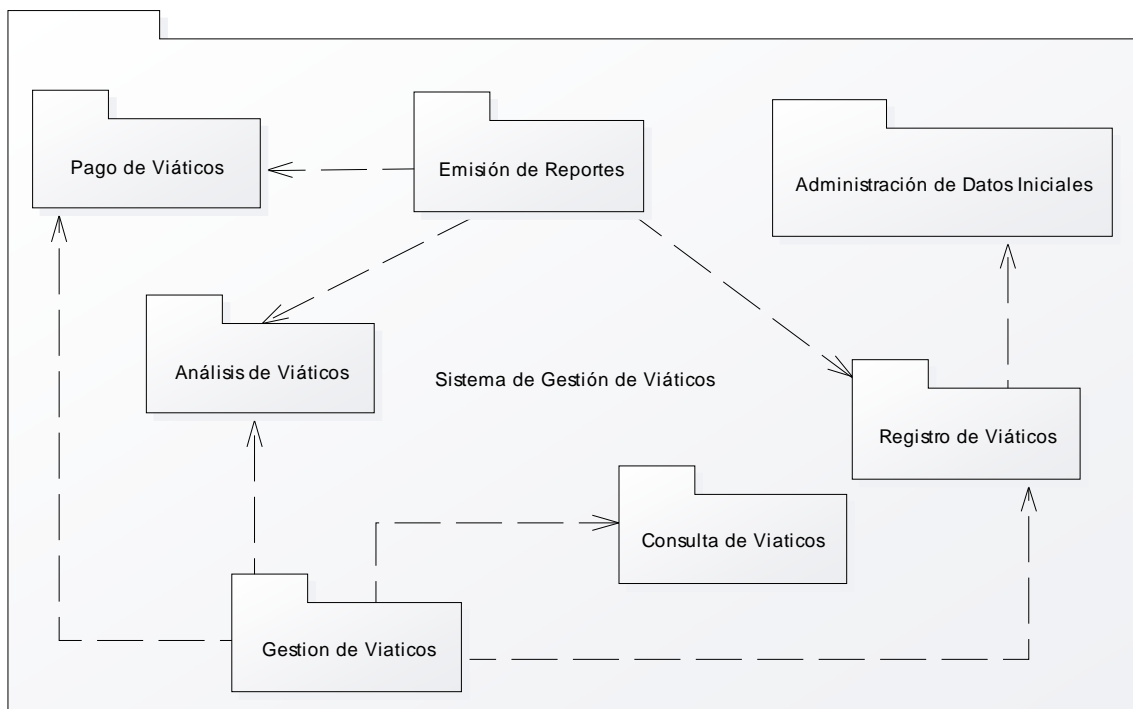 Pago de Viáticos
Emisión de Reportes
Administración de Datos Iniciales
Análisis de Viáticos
Sistema de Gestión de Viáticos
Registro de Viáticos
Consulta de Viaticos
Gestion de Viaticos